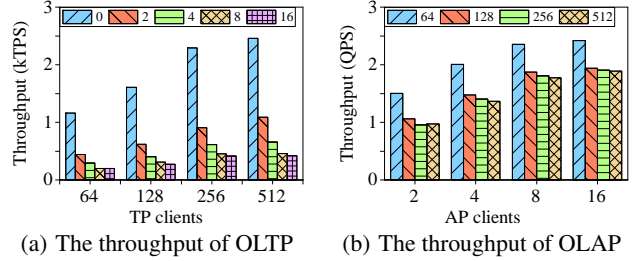 0 2 4 8 16
Throughput (kTPS)
3
2
1
0
64 128 256 512
TP clients
(a) The throughput of OLTP
64 128 256 512
Throughput (QPS)
3
2
1
0
2 4 8 16
AP clients
(b) The throughput of OLAP